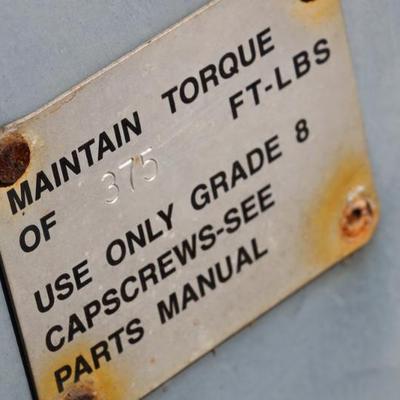 MAINTAIN TORQUE
OF 375 FT-LBS
USE ONLY GRADE 8
CAPSCREWS-SEE
PARTS MANUAL